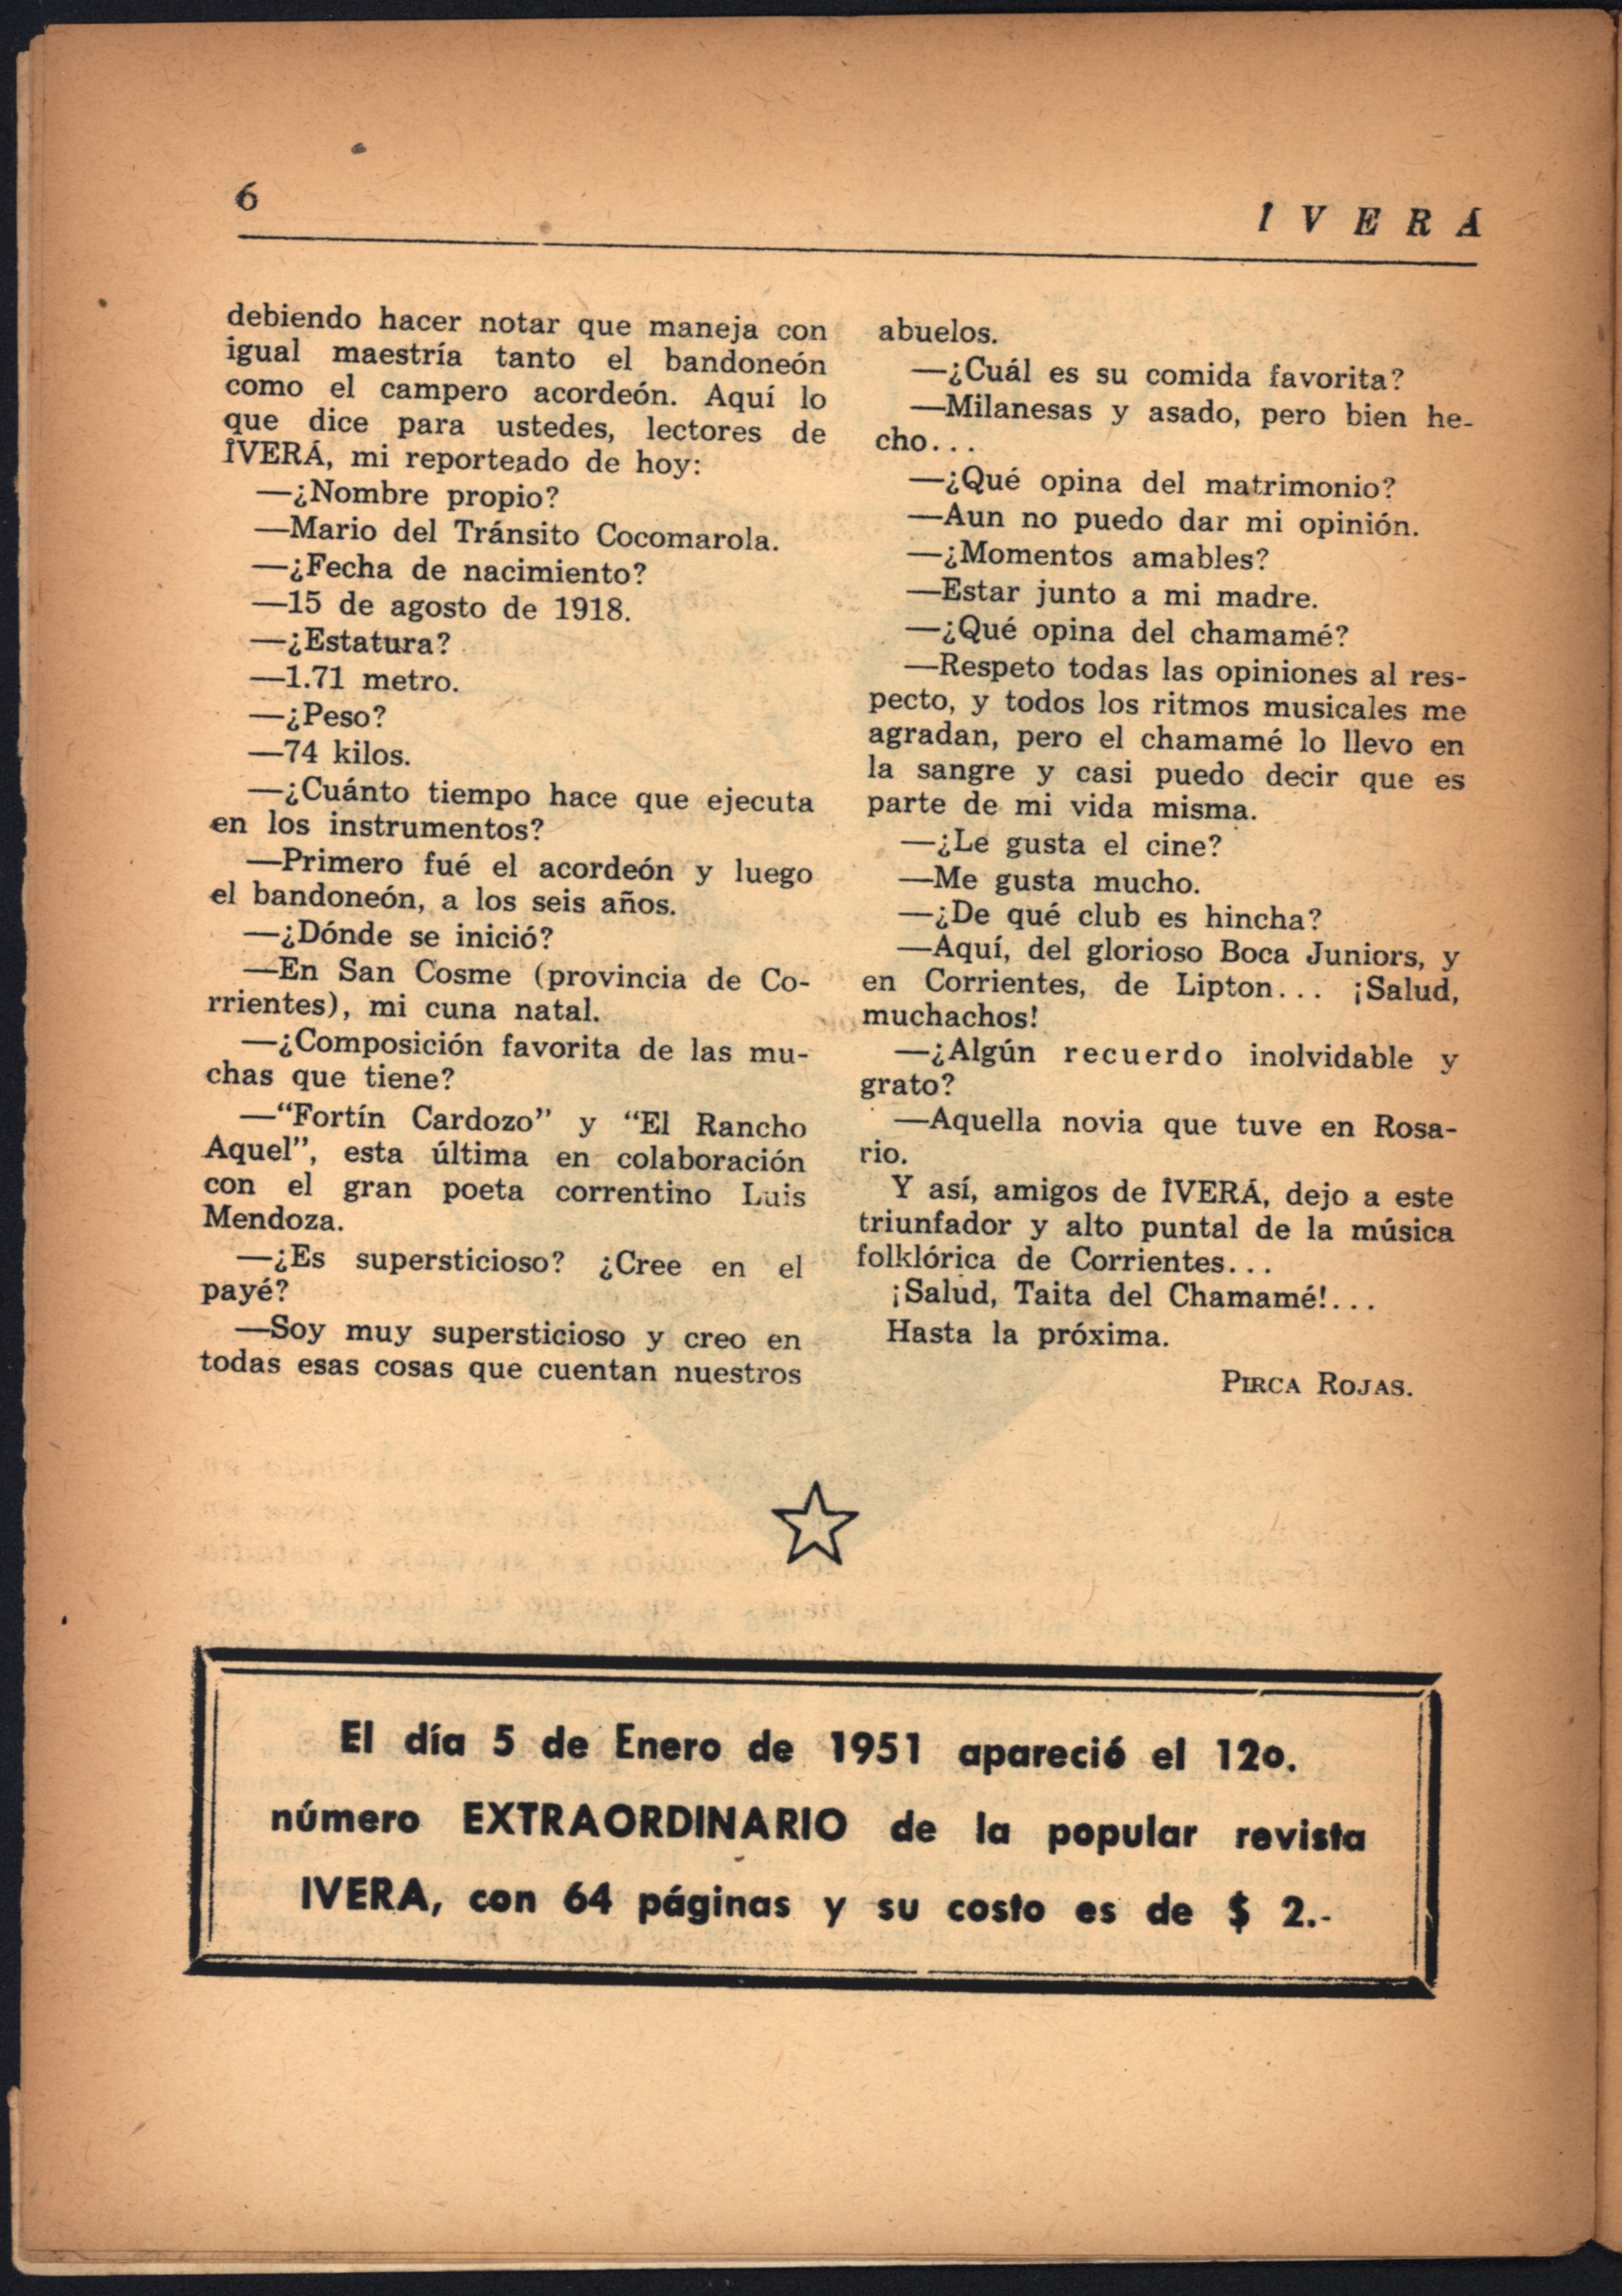 6
I V E R Á
debiendo hacer notar que maneja con
igual maestría tanto el bandoneón
como el campero acordeón. Aquí lo
que dice para ustedes, lectores de
ÎVERÁ, mi reporteado de hoy:
—¿Nombre propio?
—Mario del Tránsito Cocomarola.
—¿Fecha de nacimiento?
—15 de agosto de 1918.
—¿Estatura?
—1.71 metro.
—¿Peso?
—74 kilos.
—¿Cuánto tiempo hace que ejecuta
en los instrumentos?
—Primero fué el acordeón y luego
el bandoneón, a los seis años.
—¿Dónde se inició?
—En San Cosme (provincia de Co-
rrientes), mi cuna natal.
—¿Composición favorita de las mu-
chas que tiene?
—“Fortín Cardozo” y “El Rancho
Aquel”, esta última en colaboración
con el gran poeta correntino Luis
Mendoza.
—¿Es supersticioso? ¿Cree en el
payé?
—Soy muy supersticioso y creo en
todas esas cosas que cuentan nuestros
abuelos.
—¿Cuál es su comida favorita?
—Milanesas y asado, pero bien he-
cho...
—¿Qué opina del matrimonio?
—Aun no puedo dar mi opinión.
—¿Momentos amables?
—Estar junto a mi madre.
—¿Qué opina del chamamé?
—Respeto todas las opiniones al res-
pecto, y todos los ritmos musicales me
agradan, pero el chamamé lo llevo en
la sangre y casi puedo decir que es
parte de mi vida misma.
—¿Le gusta el cine?
—Me gusta mucho.
—¿De qué club es hincha?
—Aquí, del glorioso Boca Juniors, y
en Corrientes, de Lipton... ¡Salud,
muchachos!
—¿Algún recuerdo inolvidable y
grato?
—Aquella novia que tuve en Rosa-
rio.
Y así, amigos de ÎVERÁ, dejo a este
triunfador y alto puntal de la música
folklórica de Corrientes...
¡Salud, Taita del Chamamé!...
Hasta la próxima.
PIRCA ROJAS.
El día 5 de Enero de 1951 apareció el 12o.
número EXTRAORDINARIO de la popular revista
IVERA, con 64 páginas y su costo es de $ 2.-